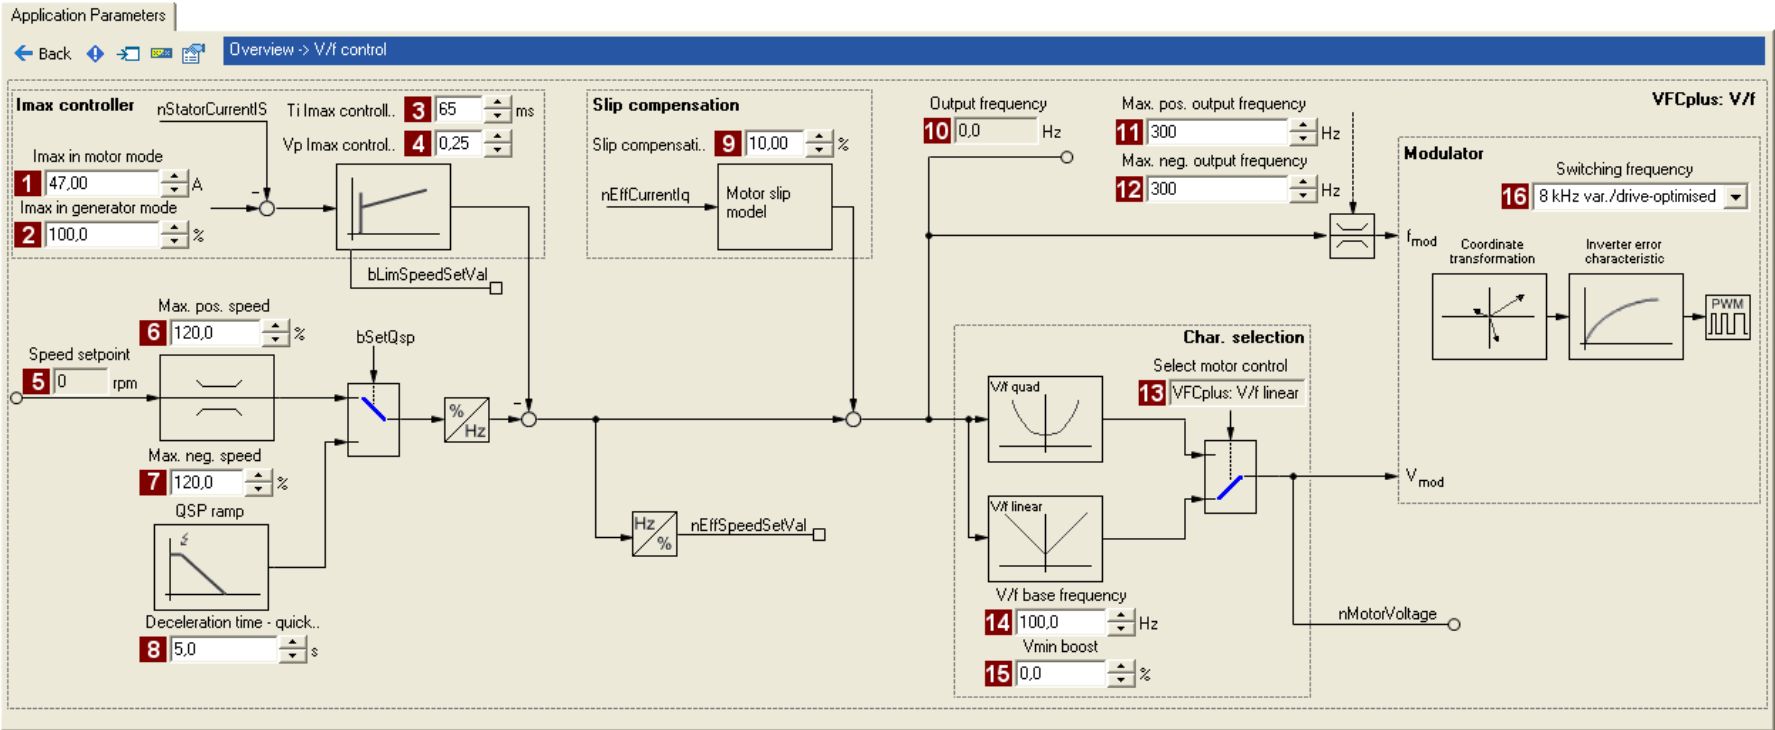 Application Parameters
Back
Overview -> V/f control
Imax controller
nStatorCurrentIS
Ti Imax controll..
3
65
ms
Vp Imax control..
4
0,25
Imax in motor mode
1
47,00
A
Imax in generator mode
2
100,0
%
bLimSpeedSetVal
Slip compensation
Slip compensati..
9
10,00
%
nEffCurrentIq
Motor slip
model
Output frequency
10
0,0
Hz
Max. pos. output frequency
11
300
Hz
Max. neg. output frequency
12
300
Hz
VFCplus: V/f
Modulator
Switching frequency
16
8 kHz var./drive-optimised
fmod
Coordinate
transformation
Inverter error
characteristic
PWM
Vmod
Max. pos. speed
6
120,0
%
Speed setpoint
5
0
rpm
bSetQsp
%
Hz
Max. neg. speed
7
120,0
%
QSP ramp
Deceleration time - quick..
8
5,0
s
Hz
%
nEffSpeedSetVal
Char. selection
Select motor control
13
VFCplus: V/f linear
V/f quad
V/f linear
V/f base frequency
14
100,0
Hz
Vmin boost
15
0,0
%
nMotorVoltage